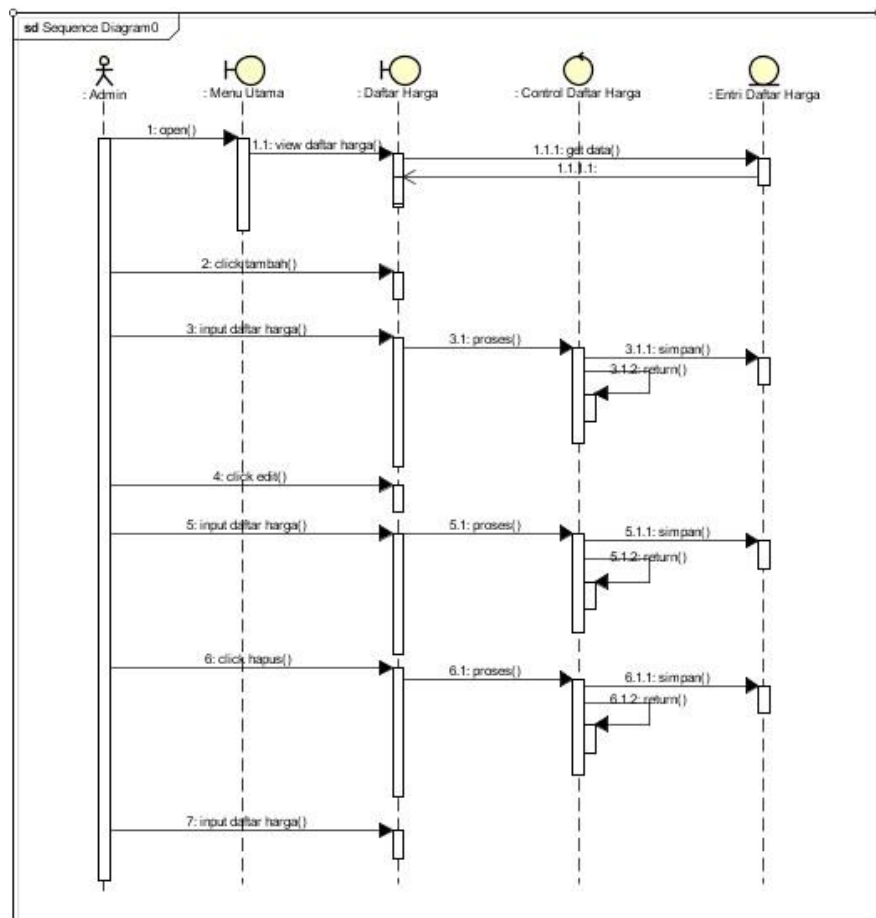 sd Sequence Diagram0
: Admin
: Menu Utama
: Daftar Harga
: Control Daftar Harga
: Entri Daftar Harga
1: open()
1.1: view daftar harga()
1.1.1: get data()
1.1.1.1:
2: click tambah()
3: input daftar harga()
3.1: proses()
3.1.1: simpan()
3.1.2: return()
4: click edit()
5: input daftar harga()
5.1: proses()
5.1.1: simpan()
5.1.2: return()
6: click hapus()
6.1: proses()
6.1.1: simpan()
6.1.2: return()
7: input daftar harga()